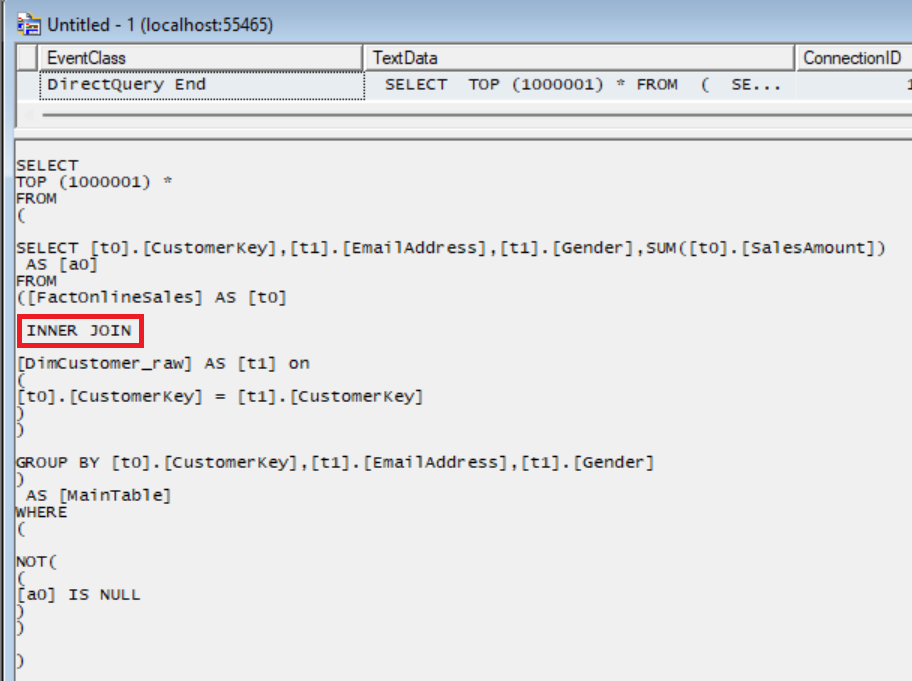 Untitled - 1 (localhost:55465)
EventClass TextData ConnectionID
DirectQuery End SELECT TOP (1000001) * FROM ( SE... 1
SELECT
TOP (1000001) *
FROM
(
SELECT [t0].[CustomerKey],[t1].[EmailAddress],[t1].[Gender],SUM([t0].[SalesAmount])
AS [a0]
FROM
([FactOnlineSales] AS [t0]
INNER JOIN
[DimCustomer_raw] AS [t1] on
(
[t0].[CustomerKey] = [t1].[CustomerKey]
)
)
GROUP BY [t0].[CustomerKey],[t1].[EmailAddress],[t1].[Gender]
)
AS [MainTable]
WHERE
(
NOT(
(
[a0] IS NULL
)
)
)